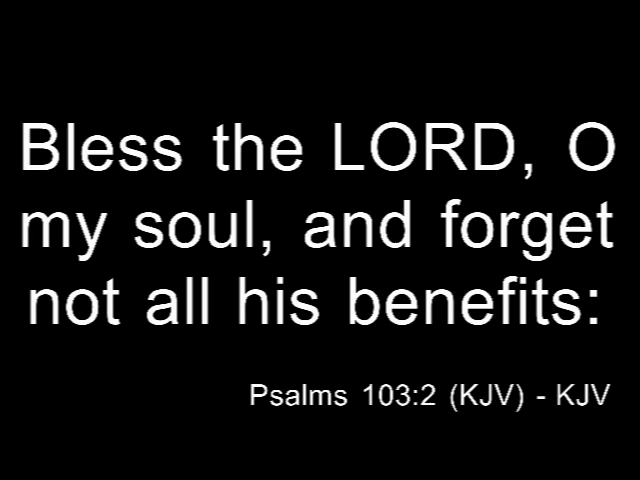 Bless the LORD, O
my soul, and forget
not all his benefits:
Psalms 103:2 (KJV) - KJV